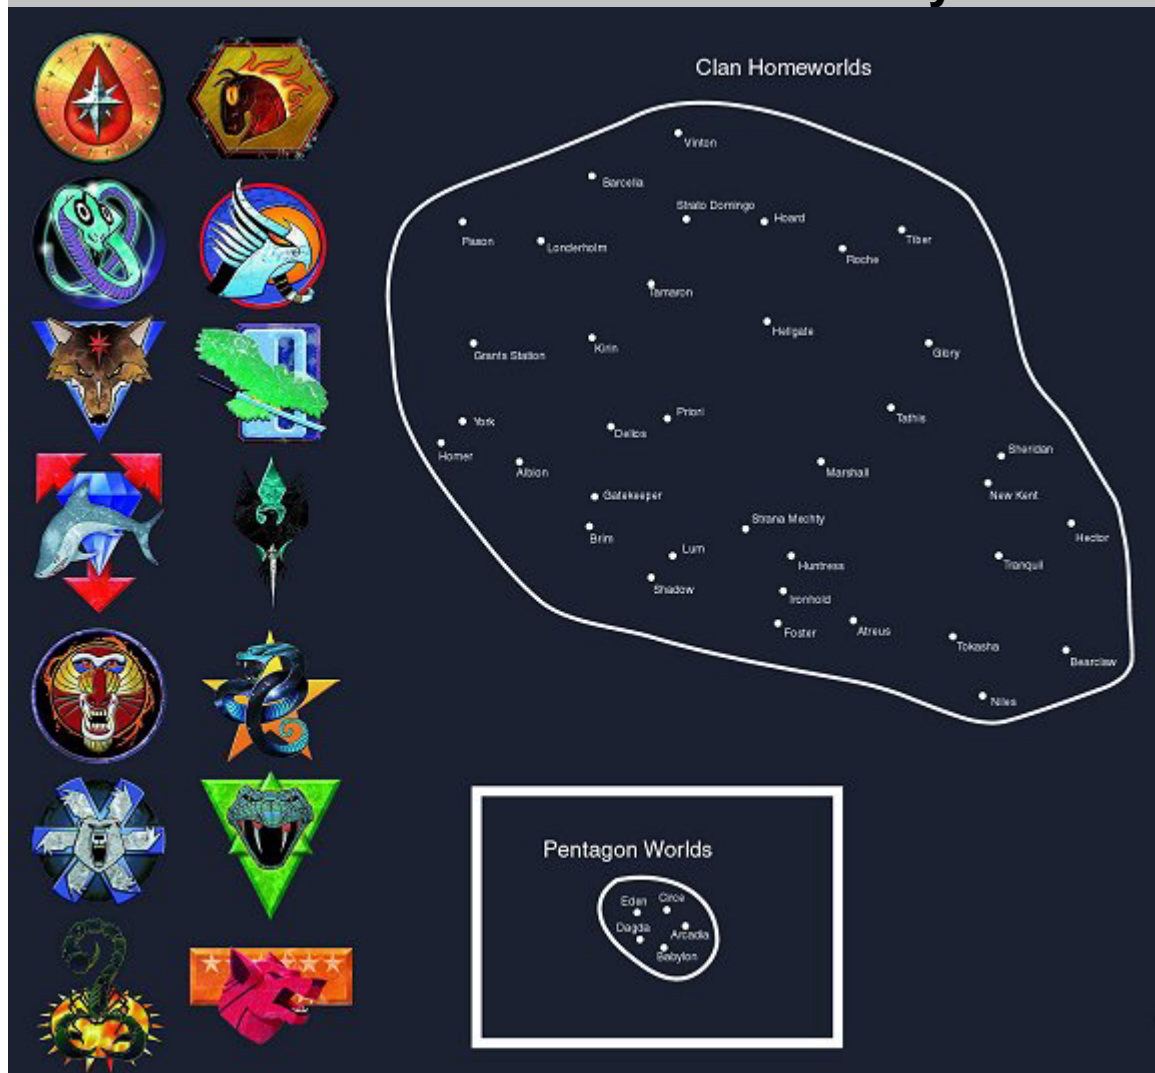 Clan Homeworlds
Vinton
Barcella
Strato Domingo
Hoard
Tiber
Paxon
Londerholm
Roche
Tamaron
Hellgate
Kirin
Grants Station
Glory
Priori
Tathis
York
Dellos
Sheridan
Homer
Albion
Marshall
Gatekeeper
New Kent
Strana Mechty
Brim
Hector
Lum
Huntress
Tranquil
Shadow
Ironhold
Foster
Atreus
Tokasha
Bearclaw
Niles
Pentagon Worlds
Eden
Circe
Dagda
Arcadia
Babylon